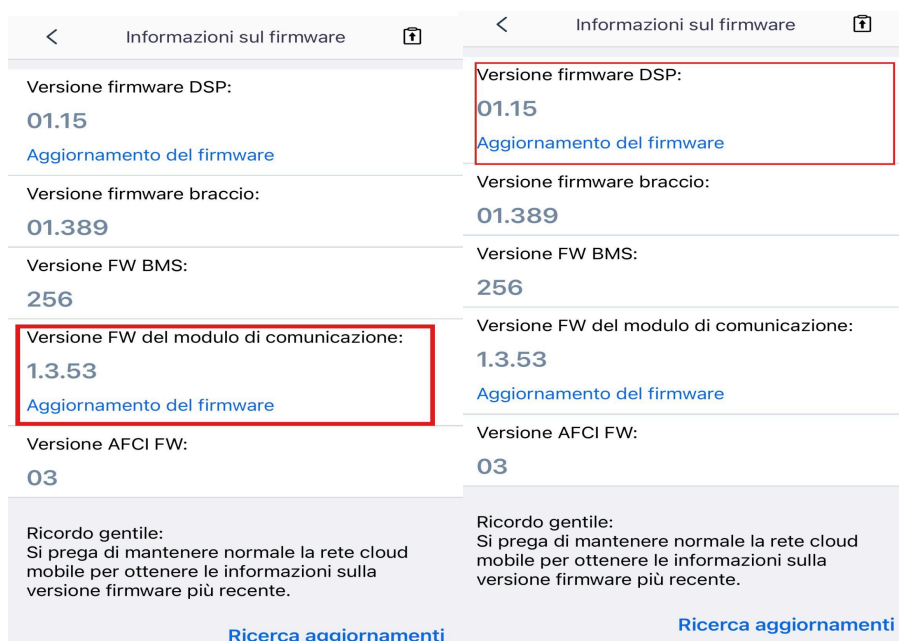 Informazioni sul firmware
Versione firmware DSP:
01.15
Aggiornamento del firmware
Versione firmware braccio:
01.389
Versione FW BMS:
256
Versione FW del modulo di comunicazione:
1.3.53
Aggiornamento del firmware
Versione AFCI FW:
03
Ricordo gentile:
Si prega di mantenere normale la rete cloud
mobile per ottenere le informazioni sulla
versione firmware più recente.
Ricerca aggiornamenti
Informazioni sul firmware
Versione firmware DSP:
01.15
Aggiornamento del firmware
Versione firmware braccio:
01.389
Versione FW BMS:
256
Versione FW del modulo di comunicazione:
1.3.53
Aggiornamento del firmware
Versione AFCI FW:
03
Ricordo gentile:
Si prega di mantenere normale la rete cloud
mobile per ottenere le informazioni sulla
versione firmware più recente.
Ricerca aggiornamenti